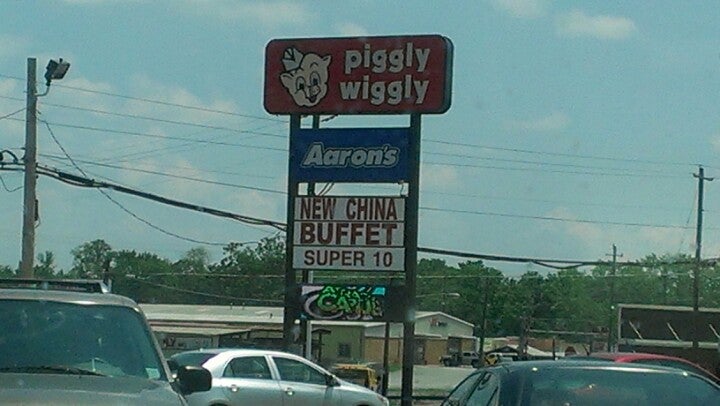 piggly
wiggly
Aaron's
NEW CHINA
BUFFET
SUPER 10